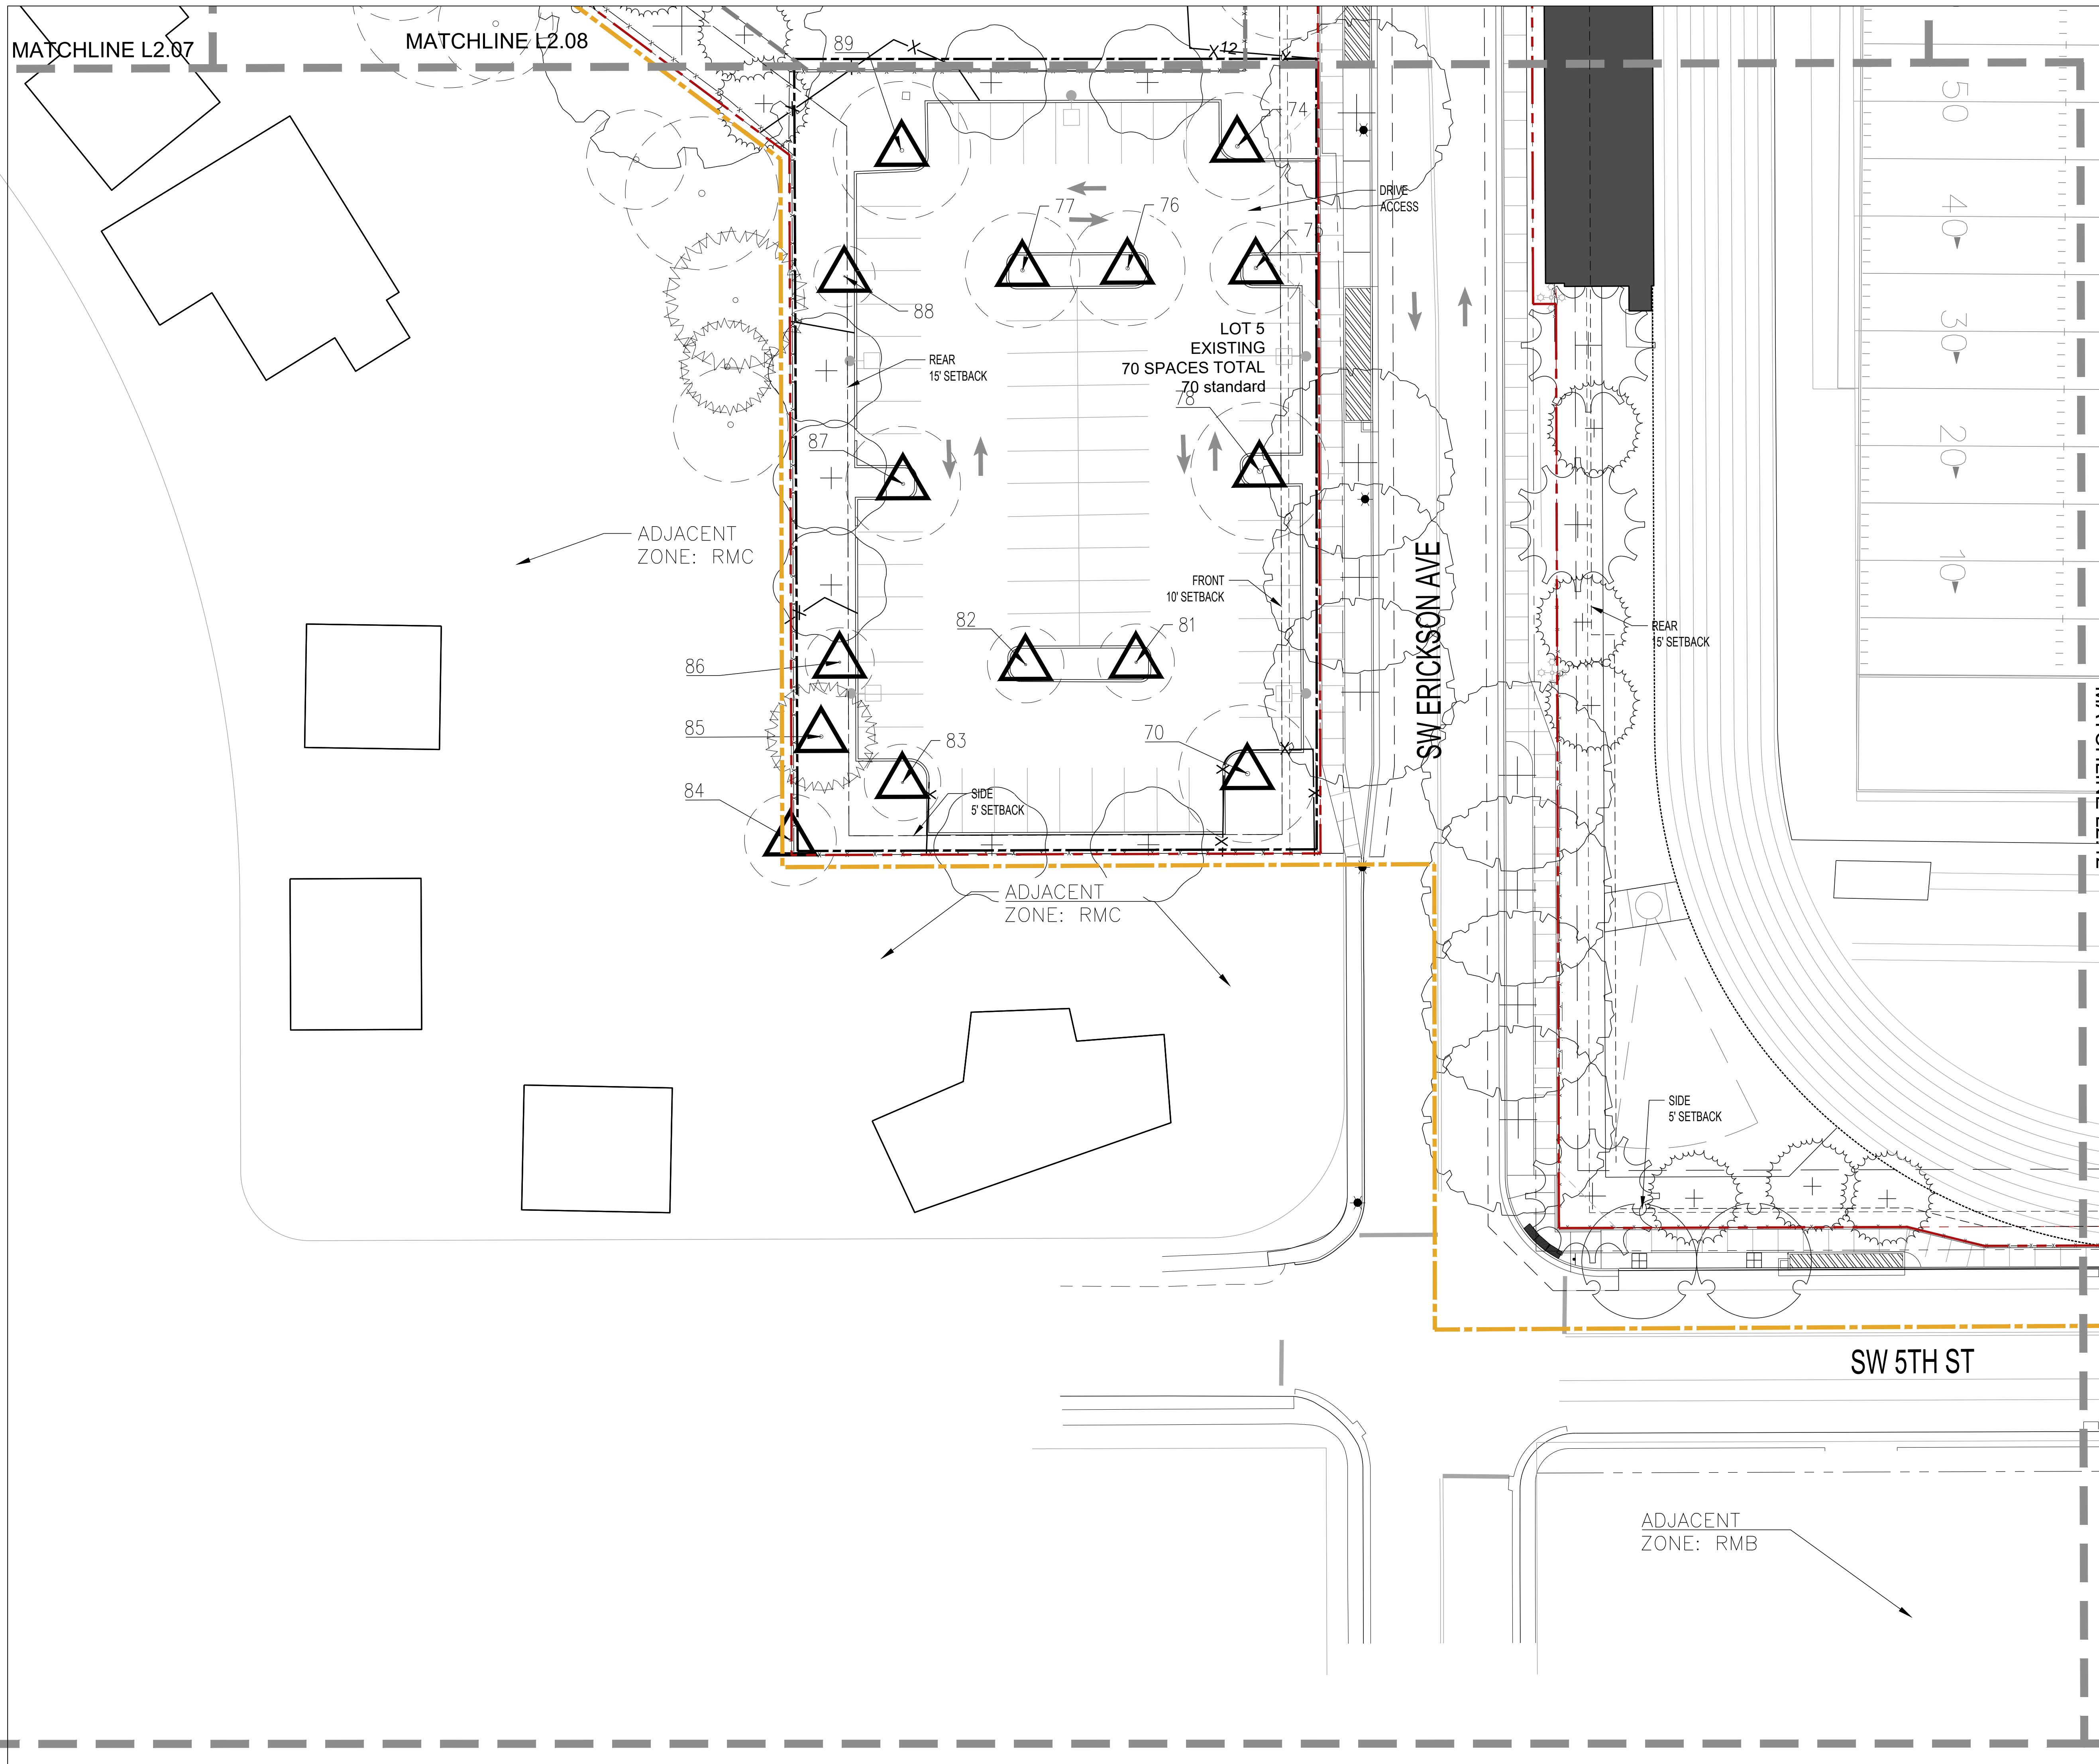 MATCHLINE L2.07
MATCHLINE L2.08
89
X
X 12
X
74
DRIVE
ACCESS
77
76
88
LOT 5
EXISTING
70 SPACES TOTAL
70 standard
REAR
15' SETBACK
78
87
50
40
30
20
10
ADJACENT
ZONE: RMC
FRONT
10' SETBACK
SW ERICKSON AVE
82
81
86
REAR
15' SETBACK
85
83
70
84
SIDE
5' SETBACK
ADJACENT
ZONE: RMC
SIDE
5' SETBACK
SW 5TH ST
ADJACENT
ZONE: RMB